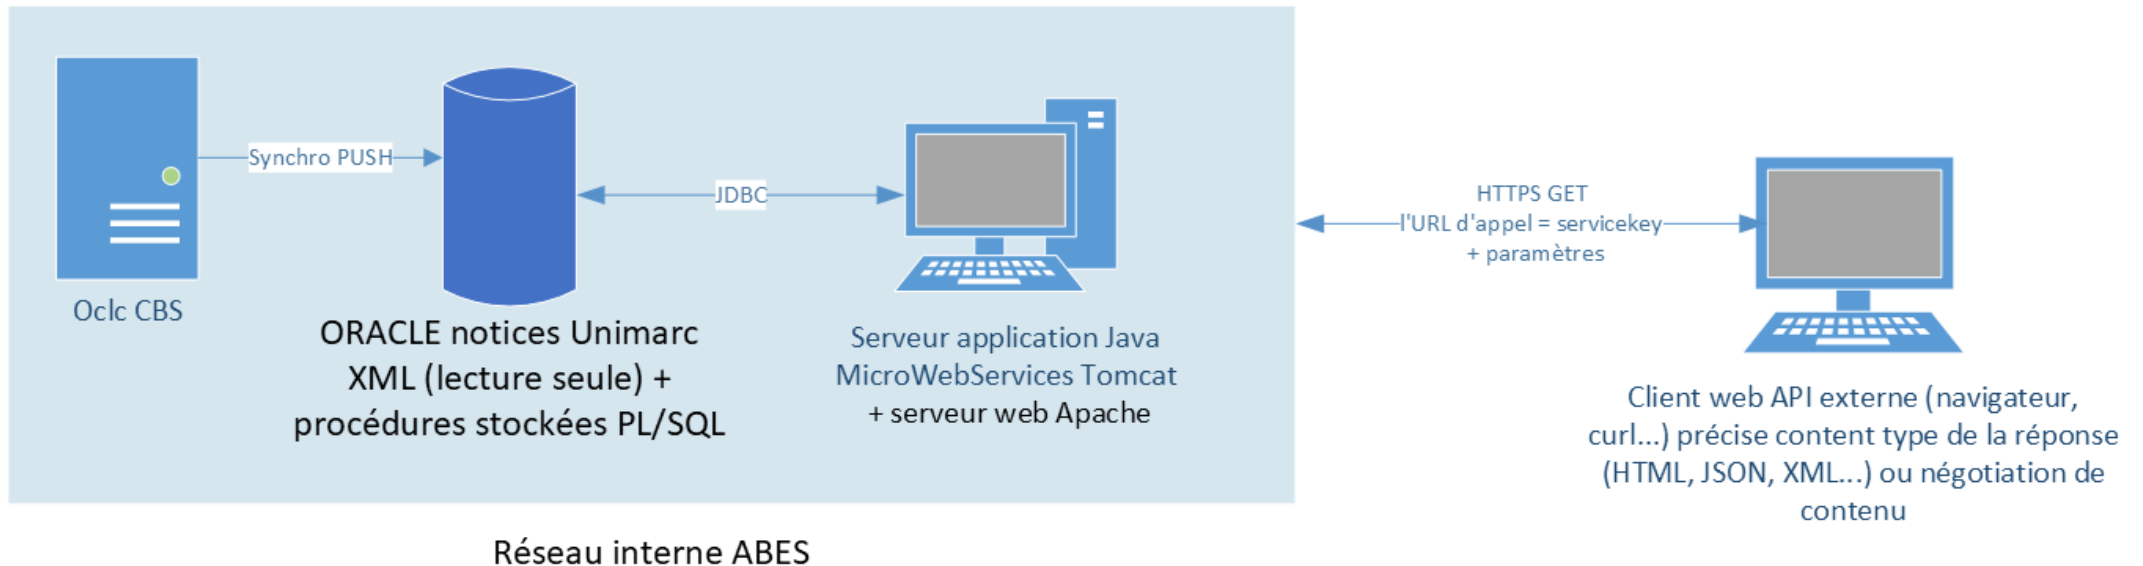 Synchro PUSH
JDBC
HTTPS GET
l'URL d'appel = servicekey
+ paramètres
Oclc CBS
ORACLE notices Unimarc
XML (lecture seule) +
procédures stockées PL/SQL
Serveur application Java
MicroWebServices Tomcat
+ serveur web Apache
Client web API externe (navigateur,
curl...) précise content type de la réponse
(HTML, JSON, XML...) ou négotiation de
contenu
Réseau interne ABES